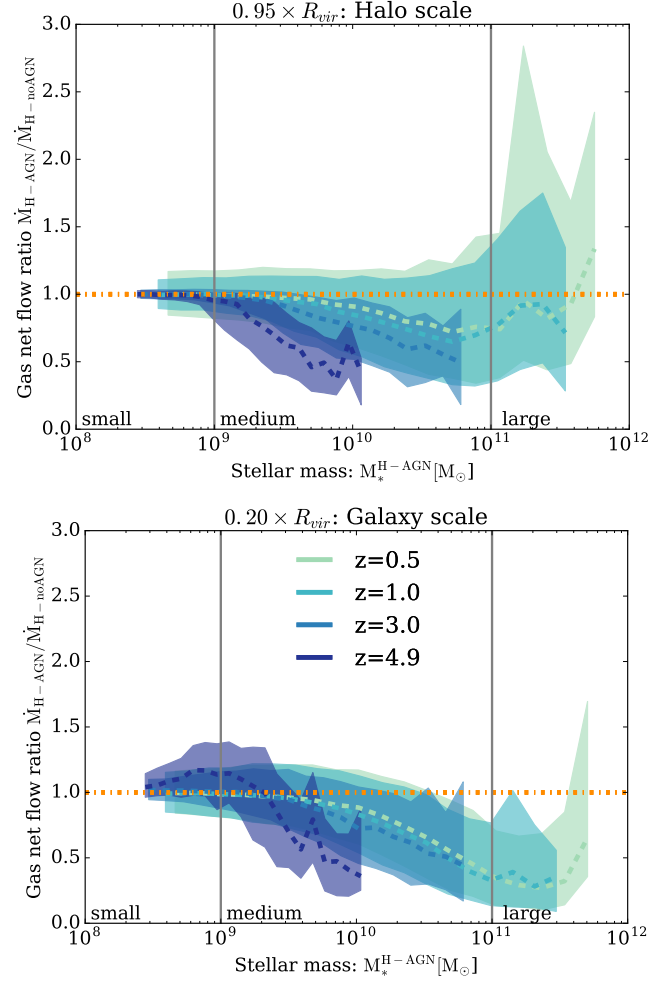 0.95 × R_vir: Halo scale
3.0
2.5
2.0
1.5
1.0
0.5
0.0
Gas net flow ratio Ṁ_H−AGN/Ṁ_H−noAGN
small medium large
10^8 10^9 10^10 10^11 10^12
Stellar mass: M_*^H−AGN[M_⊙]
0.20 × R_vir: Galaxy scale
3.0
2.5
2.0
1.5
1.0
0.5
0.0
Gas net flow ratio Ṁ_H−AGN/Ṁ_H−noAGN
z=0.5
z=1.0
z=3.0
z=4.9
small medium large
10^8 10^9 10^10 10^11 10^12
Stellar mass: M_*^H−AGN[M_⊙]